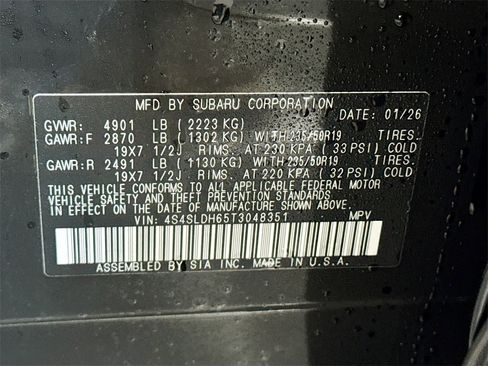 MFD BY SUBARU CORPORATION
GVWR: 4901 LB (2223 KG) DATE: 01/26
GAWR:F 2870 LB (1302 KG) WITH 235/50R19 TIRES.
19X7 1/2J RIMS. AT 230 KPA (33 PSI) COLD
GAWR:R 2491 LB (1130 KG) WITH 235/50R19 TIRES.
19X7 1/2J RIMS. AT 220 KPA (32 PSI) COLD
THIS VEHICLE CONFORMS TO ALL APPLICABLE FEDERAL MOTOR
VEHICLE SAFETY, BUMPER, AND THEFT PREVENTION STANDARDS
IN EFFECT ON THE DATE OF MANUFACTURE SHOWN ABOVE.
VIN: 4S4SLDH65T3048351 MPV
ASSEMBLED BY SIA INC. MADE IN U.S.A.